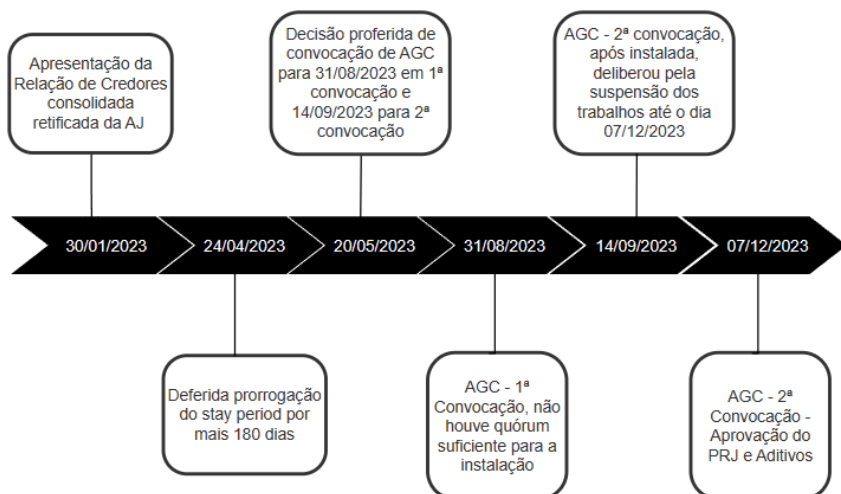 Apresentação da
Relação de Credores
consolidada
retificada da AJ
Decisão proferida de
convocação de AGC
para 31/08/2023 em 1ª
convocação e
14/09/2023 para 2ª
convocação
AGC - 2ª convocação,
após instalada,
deliberou pela
suspensão dos
trabalhos até o dia
07/12/2023
30/01/2023
24/04/2023
20/05/2023
31/08/2023
14/09/2023
07/12/2023
Deferida prorrogação
do stay period por
mais 180 dias
AGC - 1ª
Convocação, não
houve quórum
suficiente para a
instalação
AGC - 2ª
Convocação -
Aprovação do
PRJ e Aditivos